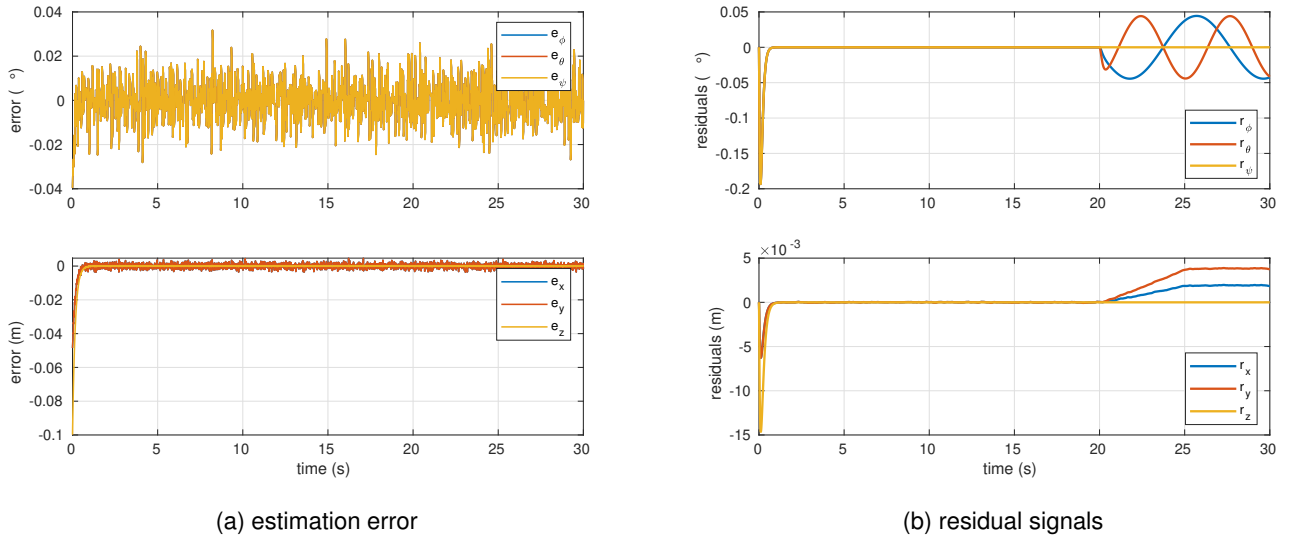 0.04
0.02
0
-0.02
0.04
error ( °)
e_ϕ
e_θ
e_ψ
0 5 10 15 20 25 30
0
-0.02
-0.04
-0.06
-0.08
-0.1
error (m)
e_x
e_y
e_z
0 5 10 15 20 25 30
time (s)
(a) estimation error
0.05
0
-0.05
-0.1
-0.15
-0.2
residuals ( °)
r_ϕ
r_θ
r_ψ
0 5 10 15 20 25 30
×10⁻³
5
0
-5
-10
-15
residuals (m)
r_x
r_y
r_z
0 5 10 15 20 25 30
time (s)
(b) residual signals